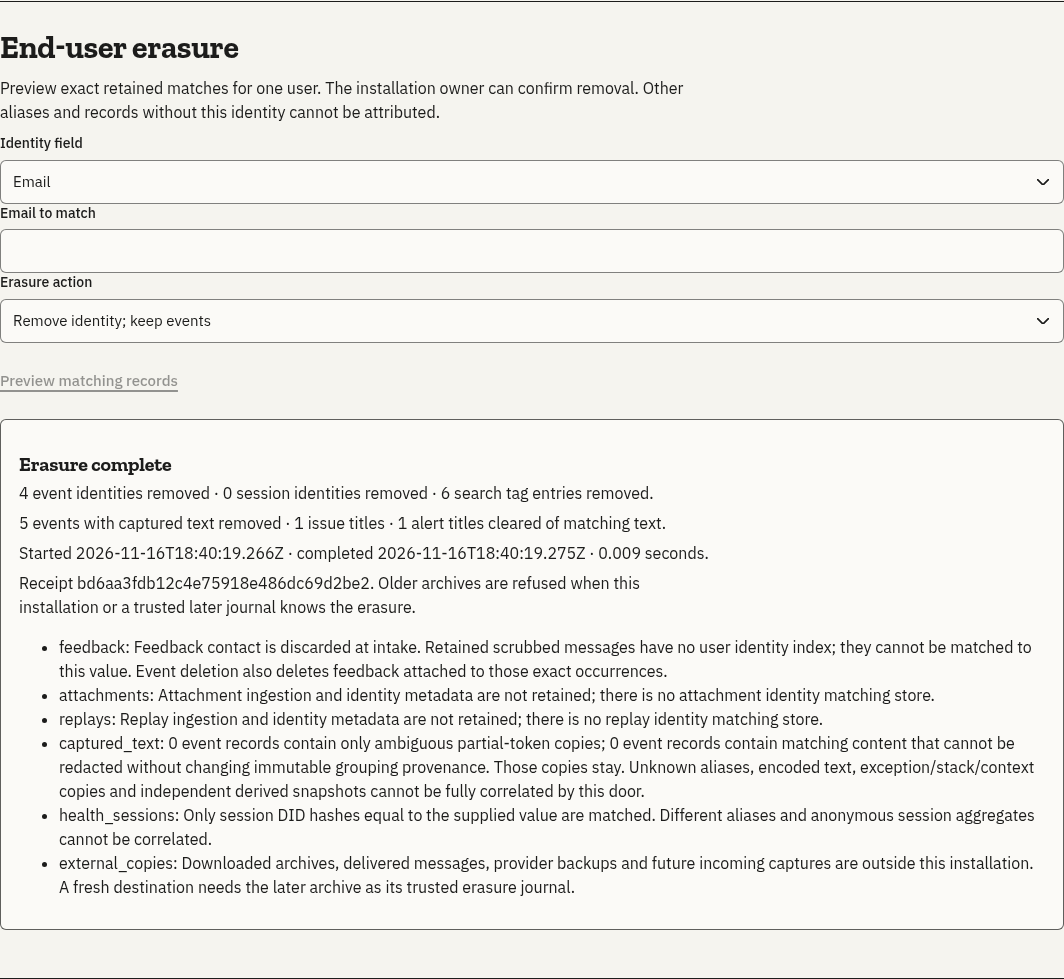 End-user erasure
Preview exact retained matches for one user. The installation owner can confirm removal. Other
aliases and records without this identity cannot be attributed.
Identity field
Email
Email to match
Erasure action
Remove identity; keep events
Preview matching records
Erasure complete
4 event identities removed · 0 session identities removed · 6 search tag entries removed.
5 events with captured text removed · 1 issue titles · 1 alert titles cleared of matching text.
Started 2026-11-16T18:40:19.266Z · completed 2026-11-16T18:40:19.275Z · 0.009 seconds.
Receipt bd6aa3fdb12c4e75918e486dc69d2be2. Older archives are refused when this
installation or a trusted later journal knows the erasure.
• feedback: Feedback contact is discarded at intake. Retained scrubbed messages have no user identity index; they cannot be matched to
this value. Event deletion also deletes feedback attached to those exact occurrences.
• attachments: Attachment ingestion and identity metadata are not retained; there is no attachment identity matching store.
• replays: Replay ingestion and identity metadata are not retained; there is no replay identity matching store.
• captured_text: 0 event records contain only ambiguous partial-token copies; 0 event records contain matching content that cannot be
redacted without changing immutable grouping provenance. Those copies stay. Unknown aliases, encoded text, exception/stack/context
copies and independent derived snapshots cannot be fully correlated by this door.
• health_sessions: Only session DID hashes equal to the supplied value are matched. Different aliases and anonymous session aggregates
cannot be correlated.
• external_copies: Downloaded archives, delivered messages, provider backups and future incoming captures are outside this installation.
A fresh destination needs the later archive as its trusted erasure journal.